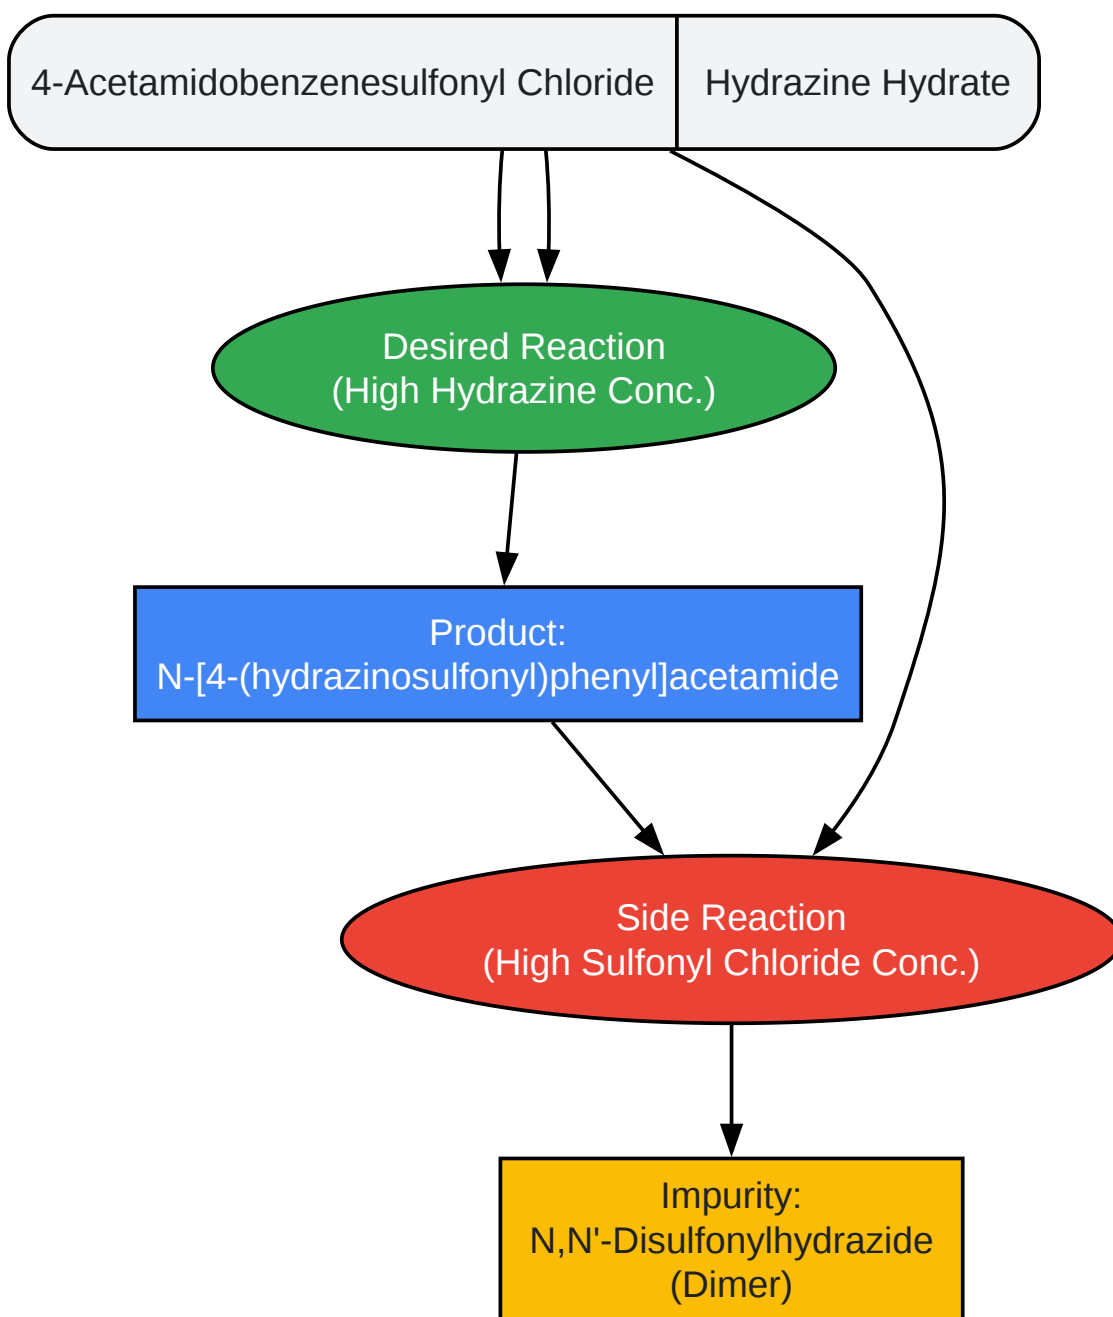 4-Acetamidobenzenesulfonyl Chloride
Hydrazine Hydrate
Desired Reaction
(High Hydrazine Conc.)
Product:
N-[4-(hydrazinosulfonyl)phenyl]acetamide
Side Reaction
(High Sulfonyl Chloride Conc.)
Impurity:
N,N'-Disulfonylhydrazide
(Dimer)